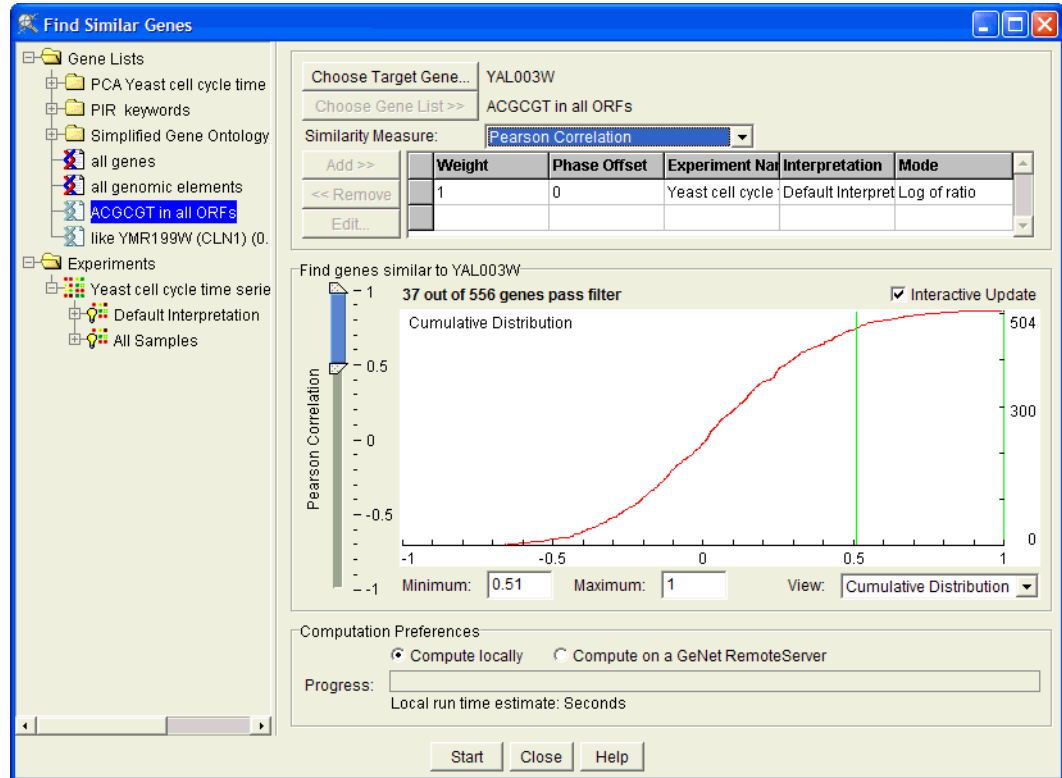 Find Similar Genes
Gene Lists
PCA Yeast cell cycle time
PIR keywords
Simplified Gene Ontology
all genes
all genomic elements
ACGCGT in all ORFs
like YMR199W (CLN1) (0.
Experiments
Yeast cell cycle time serie
Default Interpretation
All Samples
Choose Target Gene... YAL003W
Choose Gene List >> ACGCGT in all ORFs
Similarity Measure: Pearson Correlation
Add >>
<< Remove
Edit...
Weight Phase Offset Experiment Nar Interpretation Mode
1 0 Yeast cell cycle Default Interpret Log of ratio
Find genes similar to YAL003W
37 out of 556 genes pass filter Interactive Update
Pearson Correlation
1
0.5
0
-0.5
-1
Cumulative Distribution
504
300
0
-1 -0.5 0 0.5 1
Minimum: 0.51 Maximum: 1 View: Cumulative Distribution
Computation Preferences
Compute locally Compute on a GeNet RemoteServer
Progress:
Local run time estimate: Seconds
Start Close Help